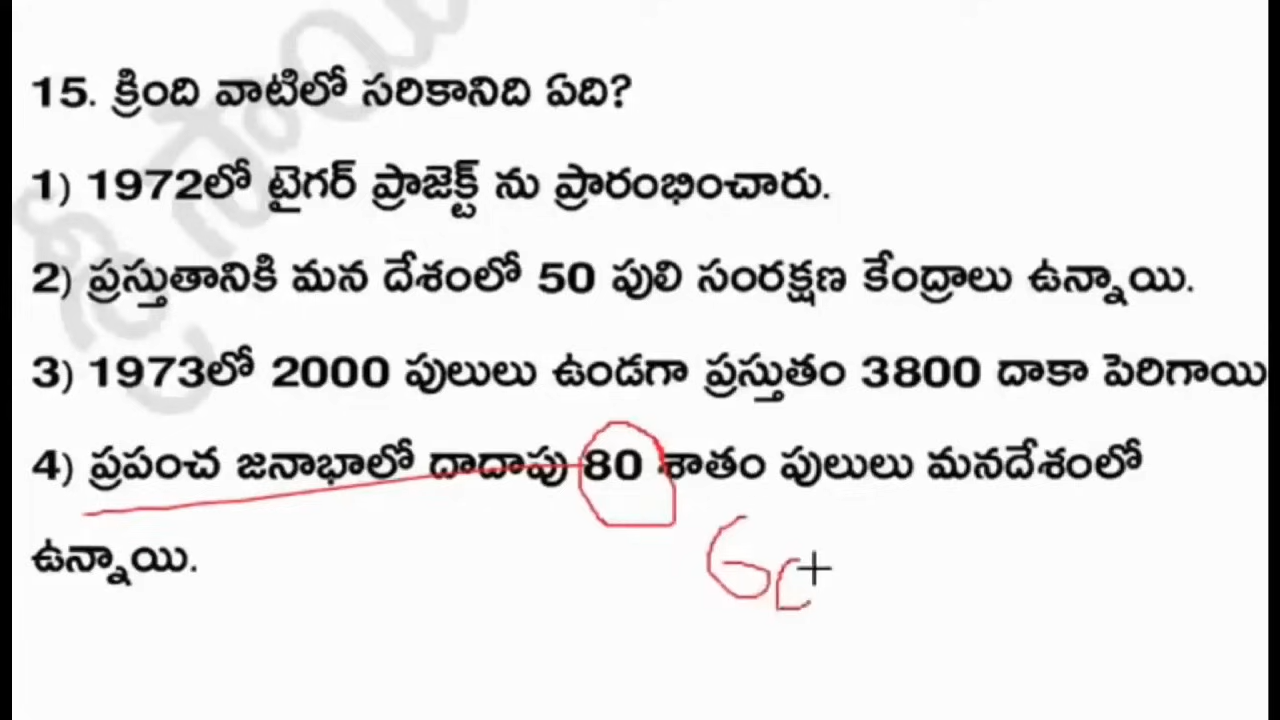 15. క్రింది వాటిలో సరికానిది ఏది?
1) 1972లో టైగర్ ప్రాజెక్ట్ ను ప్రారంభించారు.
2) ప్రస్తుతానికి మన దేశంలో 50 పులి సంరక్షణ కేంద్రాలు ఉన్నాయి.
3) 1973లో 2000 పులులు ఉండగా ప్రస్తుతం 3800 దాకా పెరిగాయి
4) ప్రపంచ జనాభాలో దాదాపు 80 శాతం పులులు మనదేశంలో
ఉన్నాయి.